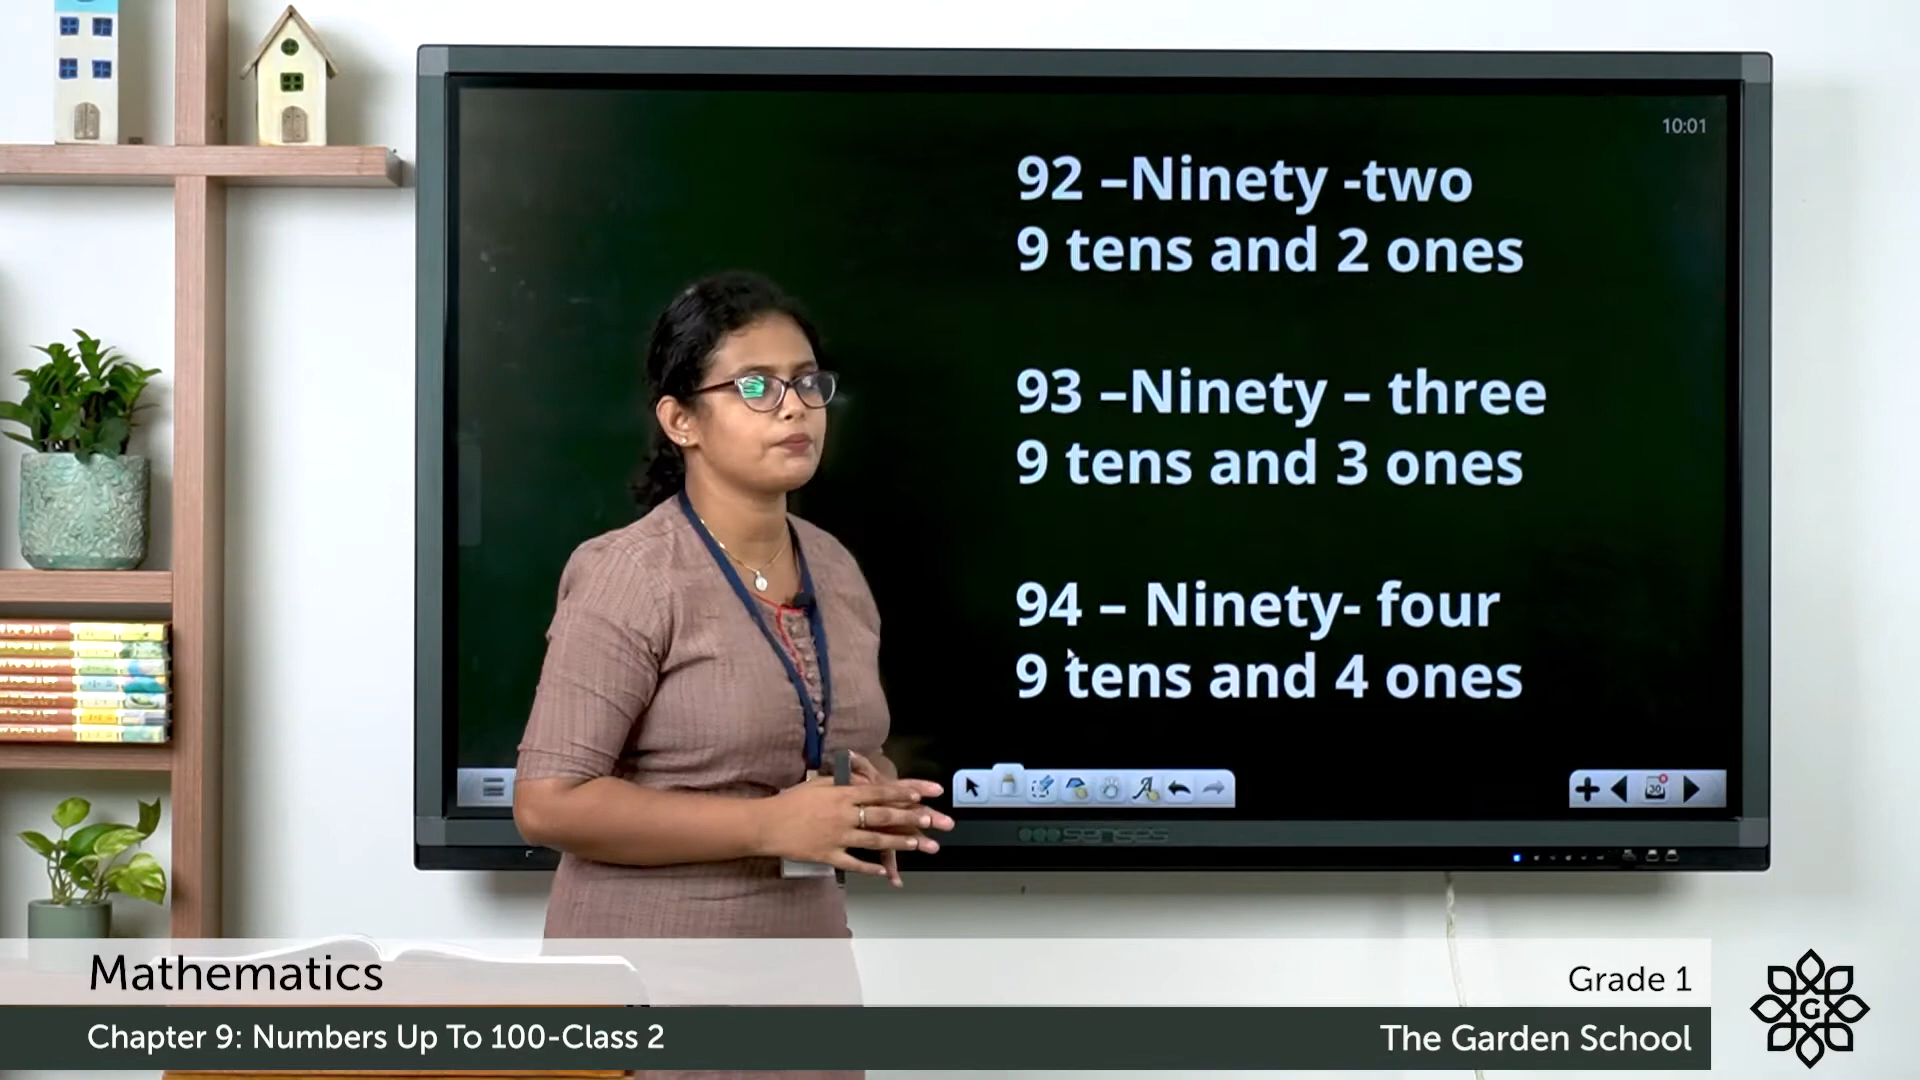 10:01
92 –Ninety -two
9 tens and 2 ones
93 –Ninety – three
9 tens and 3 ones
94 – Ninety- four
9 tens and 4 ones
senses
Mathematics
Grade 1
Chapter 9: Numbers Up To 100-Class 2
The Garden School
G